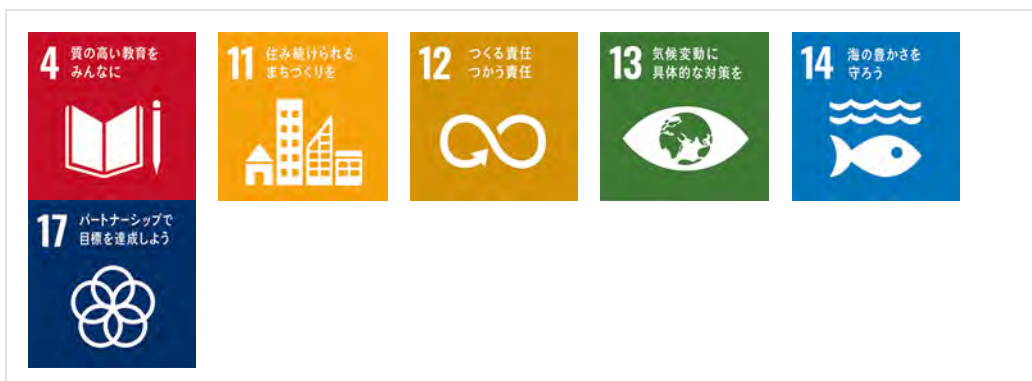 4 質の高い教育を
みんなに
11 住み続けられる
まちづくりを
12 つくる責任
つかう責任
13 気候変動に
具体的な対策を
14 海の豊かさを
守ろう
17 パートナーシップで
目標を達成しよう